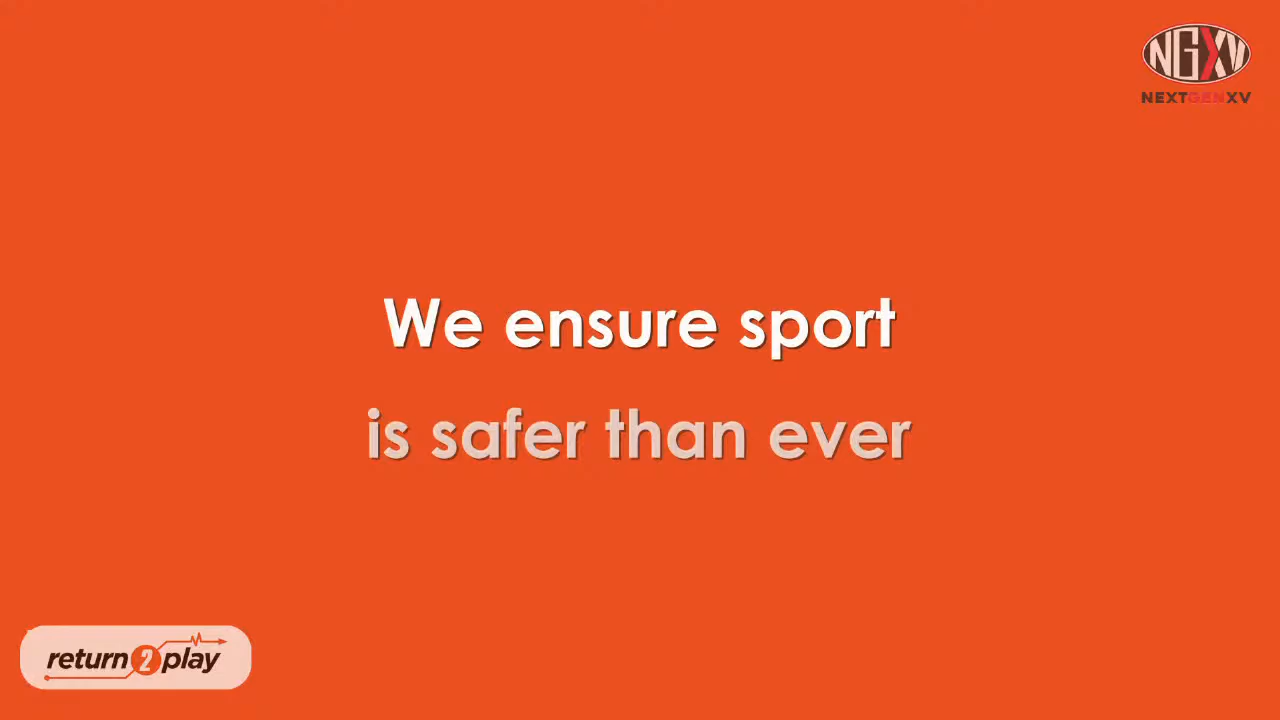 NGXV
NEXTGENXV
We ensure sport
is safer than ever
return2play